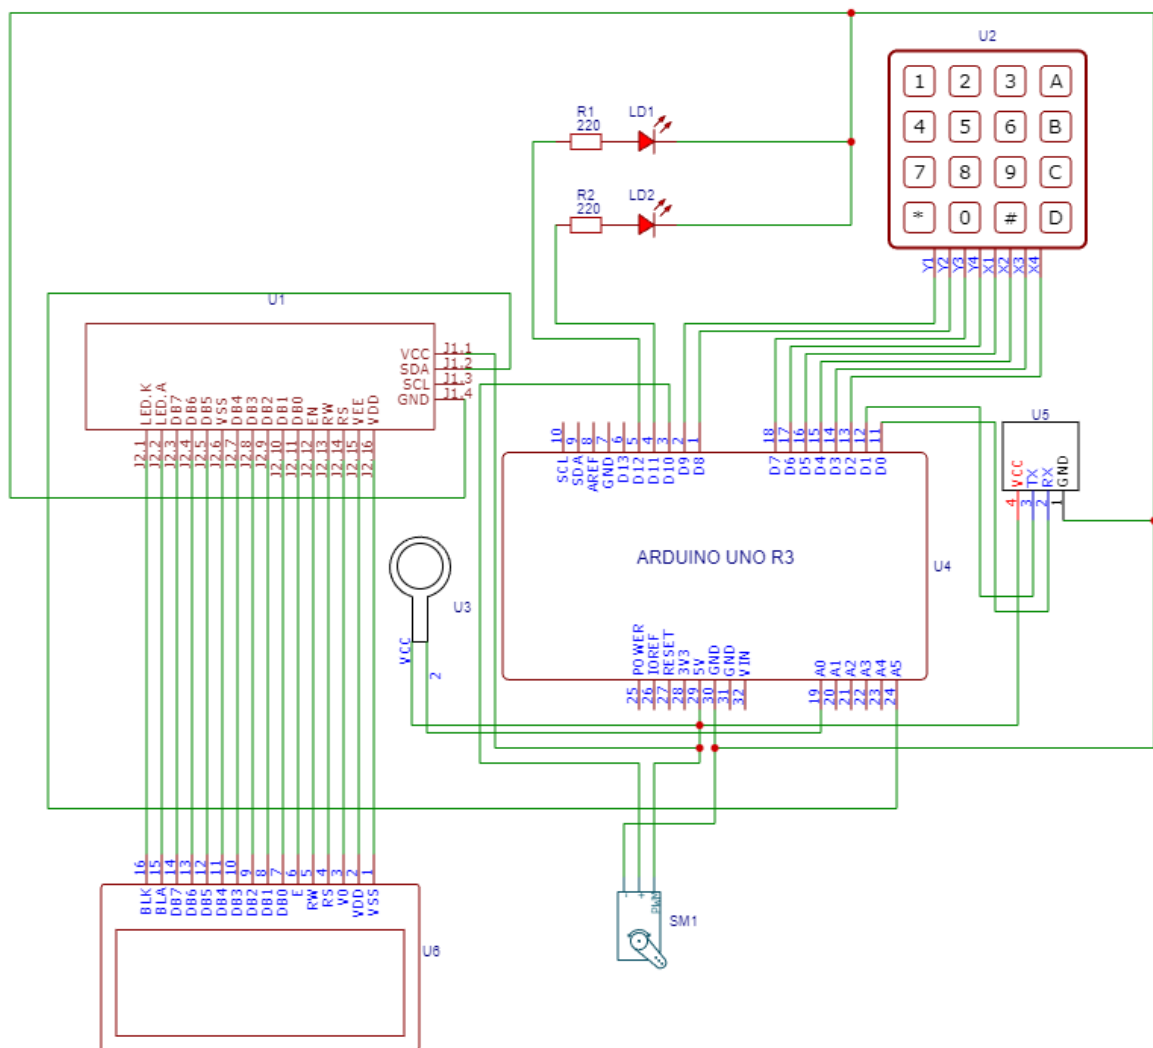 U2
1 2 3 A
4 5 6 B
7 8 9 C
* 0 # D
Y1 Y2 Y3 Y4 X1 X2 X3 X4
R1
220
LD1
R2
220
LD2
U1
VCC J1.1
SDA J1.2
SCL J1.3
GND J1.4
LED.K LED.A DB7 DB6 DB5 VSS DB4 DB3 DB2 DB1 DB0 EN RW RS VEE VDD
J2.1 J2.2 J2.3 J2.4 J2.5 J2.6 J2.7 J2.8 J2.9 J2.10 J2.11 J2.12 J2.13 J2.14 J2.15 J2.16
10 9 8 7 6 5 4 3 2 1 18 17 16 15 14 13 12 11
SCL SDA AREF GND D13 D12 D11 D10 D9 D8 D7 D6 D5 D4 D3 D2 D1 D0
ARDUINO UNO R3
U4
POWER IOREF RESET 3V3 5V GND GND VIN A0 A1 A2 A3 A4 A5
25 26 27 28 29 30 31 32 19 20 21 22 23 24
U5
VCC TX RX GND
4 3 2 1
U3
VCC
2
- + PWM
SM1
16 15 14 13 12 11 10 9 8 7 6 5 4 3 2 1
BLK BLA DB7 DB6 DB5 DB4 DB3 DB2 DB1 DB0 E RW RS V0 VDD VSS
U6